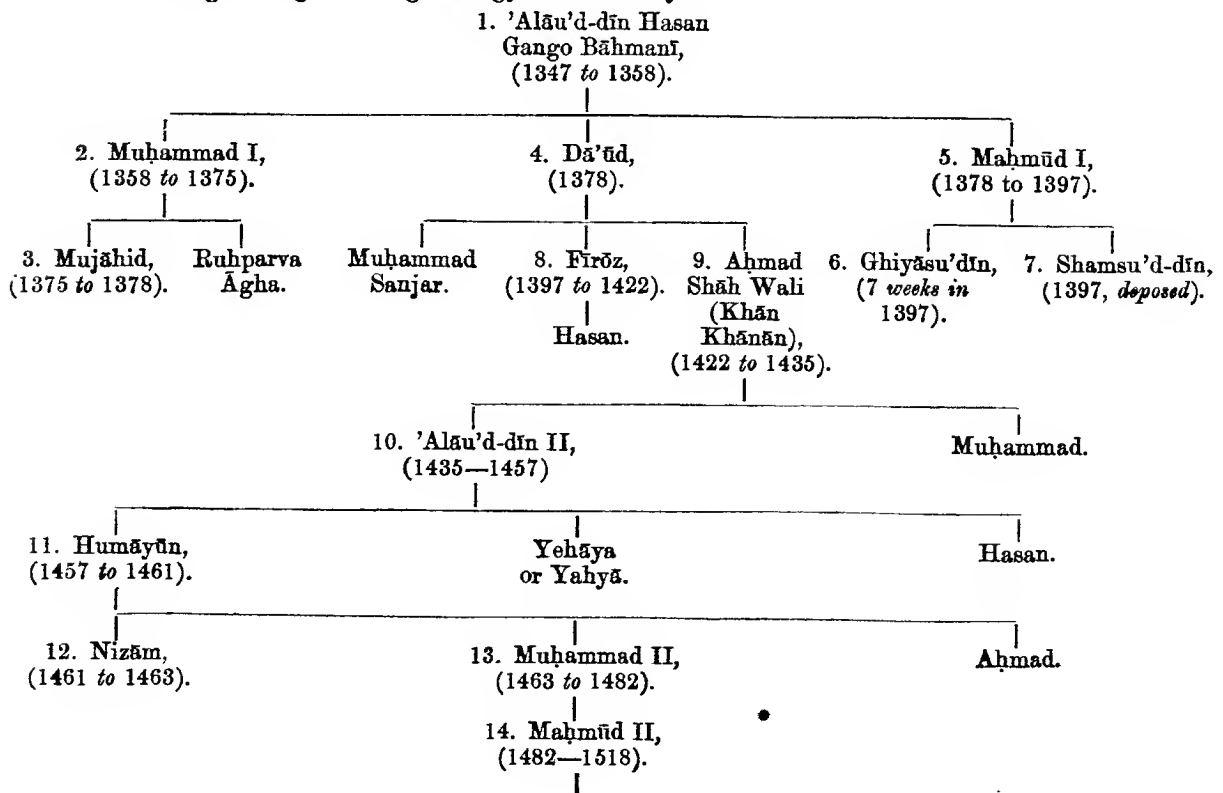 1. ’Alāu’d-dīn Hasan
Gango Bāhmanī,
(1347 to 1358).
2. Muḥammad I,
(1358 to 1375).
4. Dā’ūd,
(1378).
5. Maḥmūd I,
(1378 to 1397).
3. Mujāhid,
(1375 to 1378).
Ruhparva
Āgha.
Muḥammad
Sanjar.
8. Fīrōz,
(1397 to 1422).
Hasan.
9. Aḥmad
Shāh Wali
(Khān
Khānān),
(1422 to 1435).
6. Ghiyāsu’dīn,
(7 weeks in
1397).
7. Shamsu’d-dīn,
(1397, deposed).
10. ’Alāu’d-dīn II,
(1435—1457)
Muḥammad.
11. Humāyūn,
(1457 to 1461).
Yehāya
or Yahyā.
Hasan.
12. Nizām,
(1461 to 1463).
13. Muḥammad II,
(1463 to 1482).
Aḥmad.
14. Maḥmūd II,
(1482—1518).